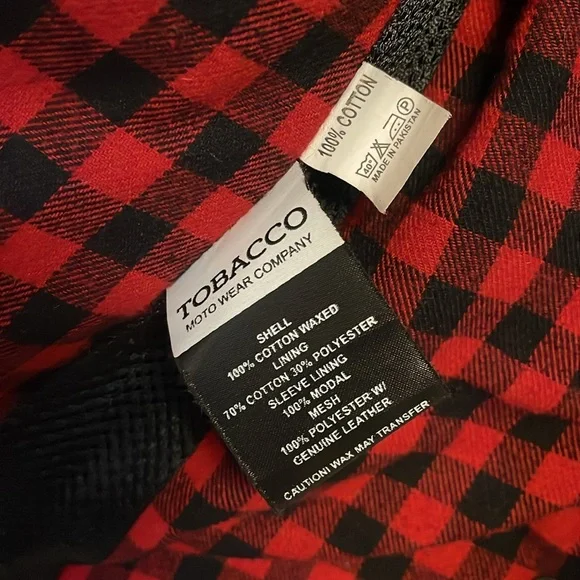 100% COTTON
40°
P
MADE IN PAKISTAN
TOBACCO
MOTO WEAR COMPANY
SHELL
100% COTTON WAXED
LINING
70% COTTON 30% POLYESTER
SLEEVE LINING
100% MODAL
MESH
100% POLYESTER W/
GENUINE LEATHER
CAUTION! WAX MAY TRANSFER